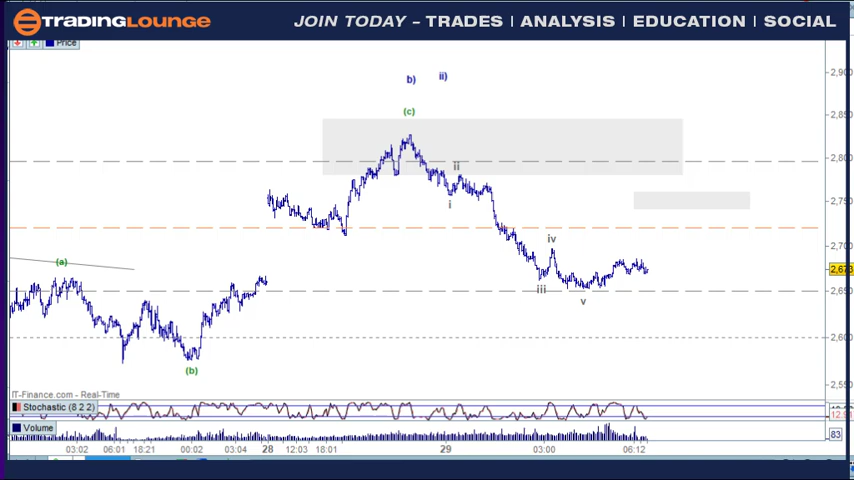 TRADINGLOUNGE
JOIN TODAY – TRADES | ANALYSIS | EDUCATION | SOCIAL
Price
b) ii)
2,900
(c)
2,850
ii
2,800
i
2,750
iv
2,700
(a)
2,673
iii
2,650
v
2,600
(b)
2,550
IT-Finance.com - Real-Time
Stochastic (8 2 2)
12.91
Volume
83
03:02 06:01 18:21 00:02 03:04 28 12:03 18:01 29 03:00 06:12